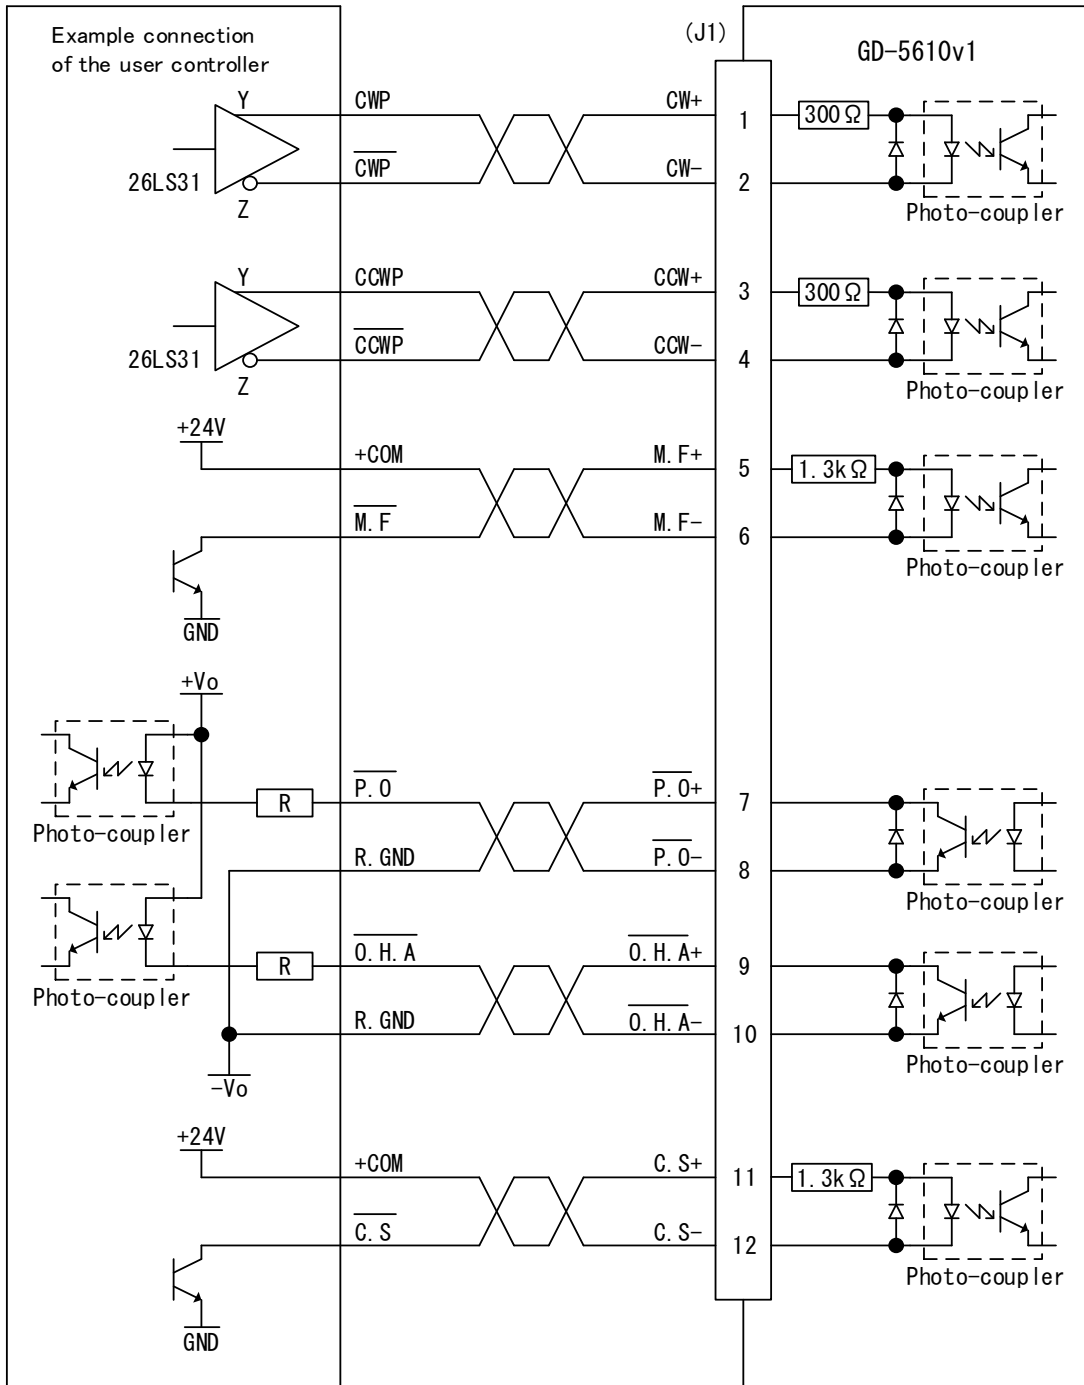 Example connection
of the user controller
(J1)
GD-5610v1
Y
CWP
CW+
1
300Ω
26LS31
CWP
CW-
2
Z
Photo-coupler
Y
CCWP
CCW+
3
300Ω
26LS31
CCWP
CCW-
4
Z
Photo-coupler
+24V
+COM
M.F+
5
1.3kΩ
M.F
M.F-
6
Photo-coupler
GND
+Vo
R
P.O
P.O+
7
Photo-coupler
R.GND
P.O-
8
Photo-coupler
R
O.H.A
O.H.A+
9
Photo-coupler
R.GND
O.H.A-
10
Photo-coupler
-Vo
+24V
+COM
C.S+
11
1.3kΩ
C.S
C.S-
12
Photo-coupler
GND